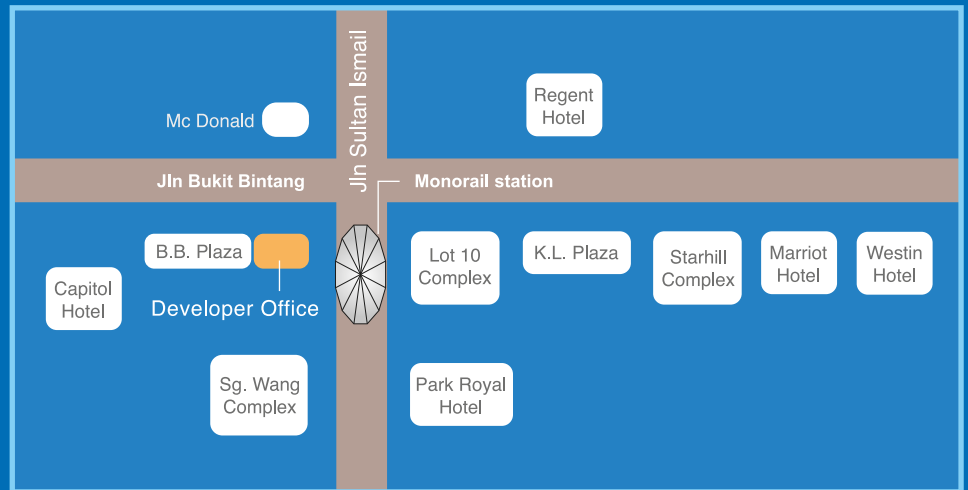 Jln Sultan Ismail
Regent
Hotel
Mc Donald
Jln Bukit Bintang
Monorail station
B.B. Plaza
Developer Office
Capitol
Hotel
Lot 10
Complex
K.L. Plaza
Starhill
Complex
Marriot
Hotel
Westin
Hotel
Sg. Wang
Complex
Park Royal
Hotel